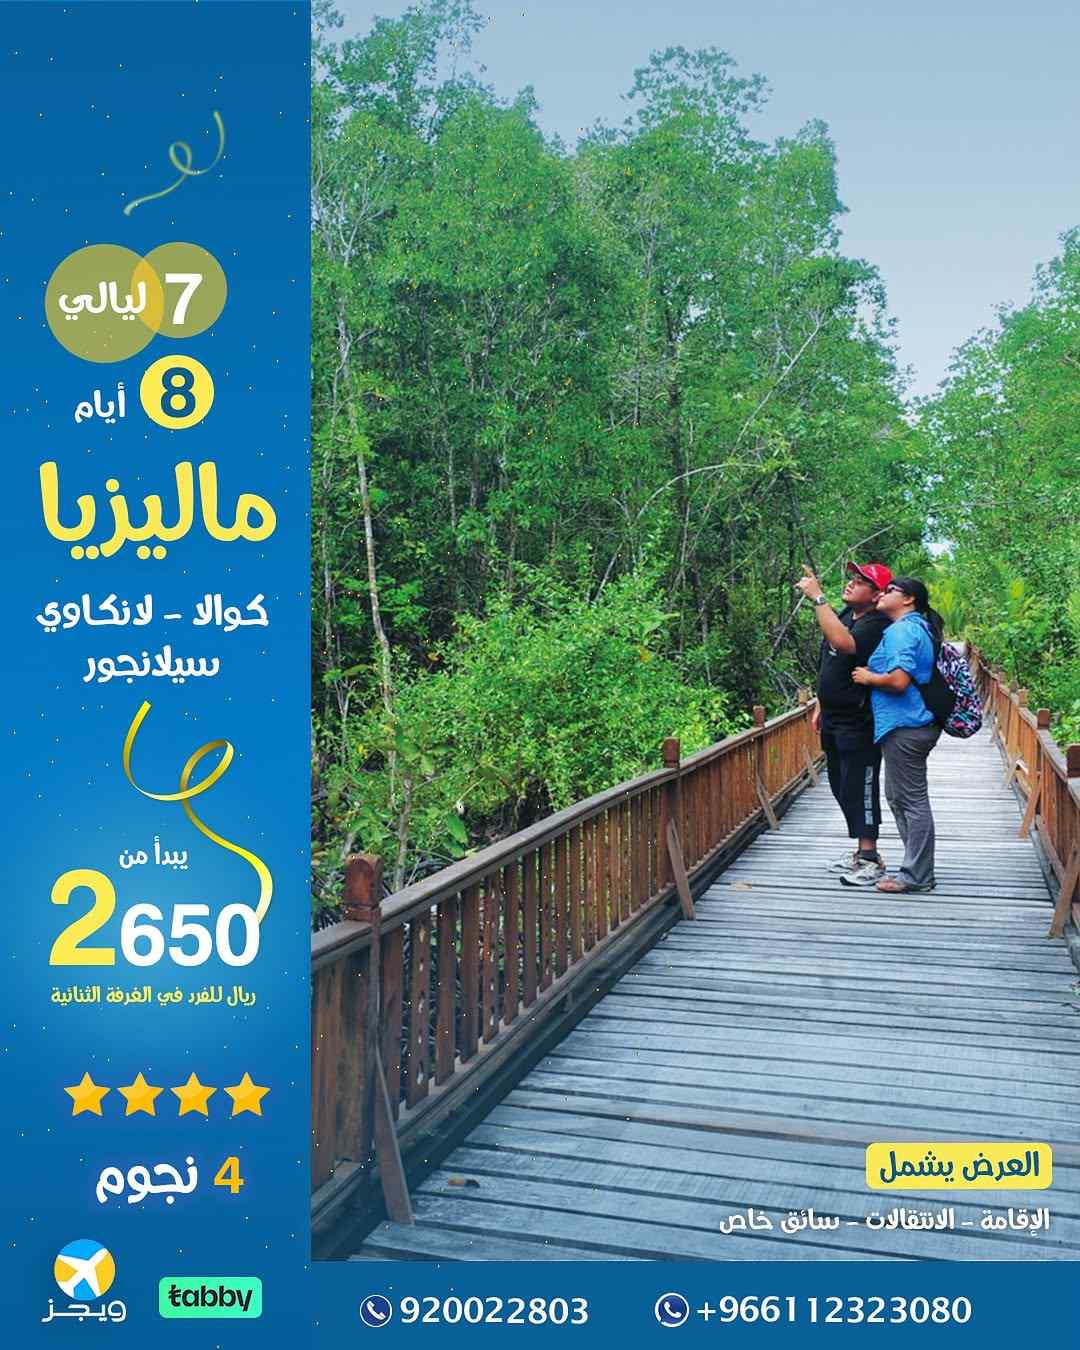 7 ليالي
8 أيام
ماليزيا
كوالا - لانكاوي
سيلانجور
يبدأ من
2650
ريال للفرد في الغرفة الثنائية
4 نجوم
ويجز
tabby
العرض يشمل
الإقامة - الانتقالات - سائق خاص
920022803
+966112323080